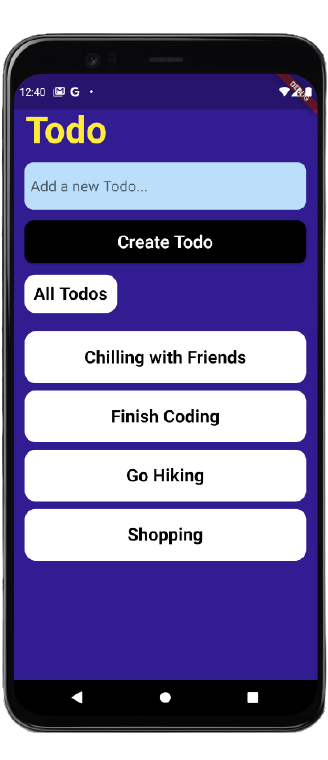 12:40 G
DEBUG
Todo
Add a new Todo...
Create Todo
All Todos
Chilling with Friends
Finish Coding
Go Hiking
Shopping